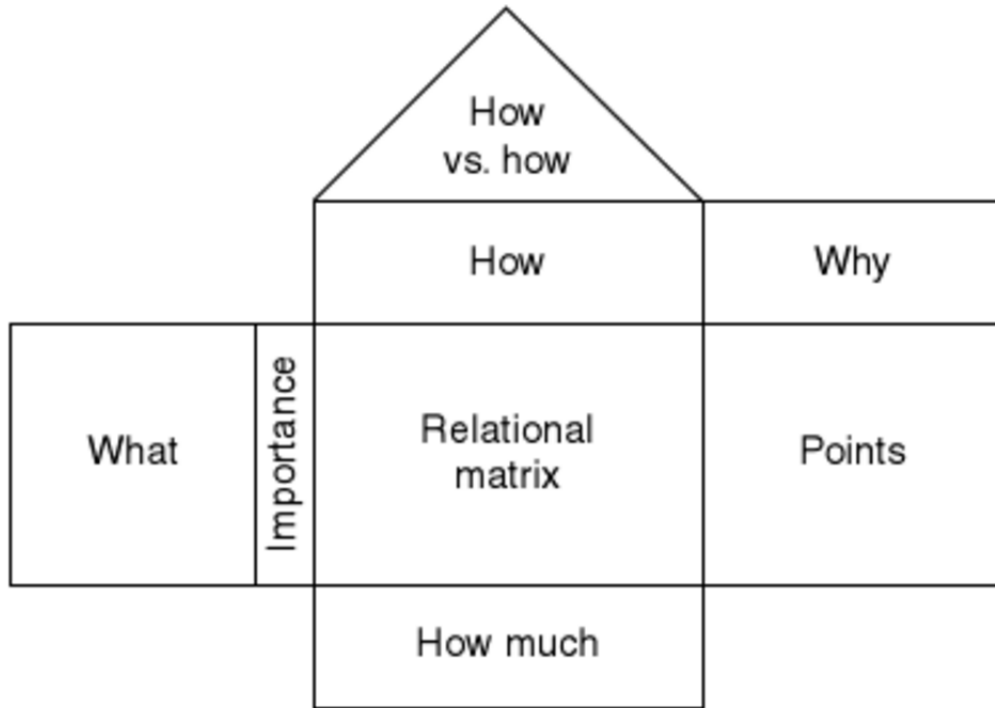 How
vs. how
How
Why
What
Importance
Relational
matrix
Points
How much